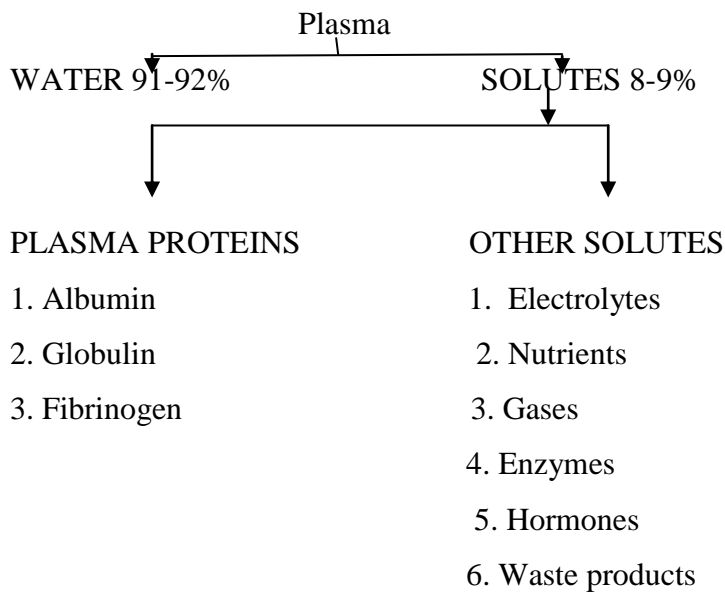 Plasma
WATER 91-92%
SOLUTES 8-9%
PLASMA PROTEINS
1. Albumin
2. Globulin
3. Fibrinogen
OTHER SOLUTES
1. Electrolytes
2. Nutrients
3. Gases
4. Enzymes
5. Hormones
6. Waste products